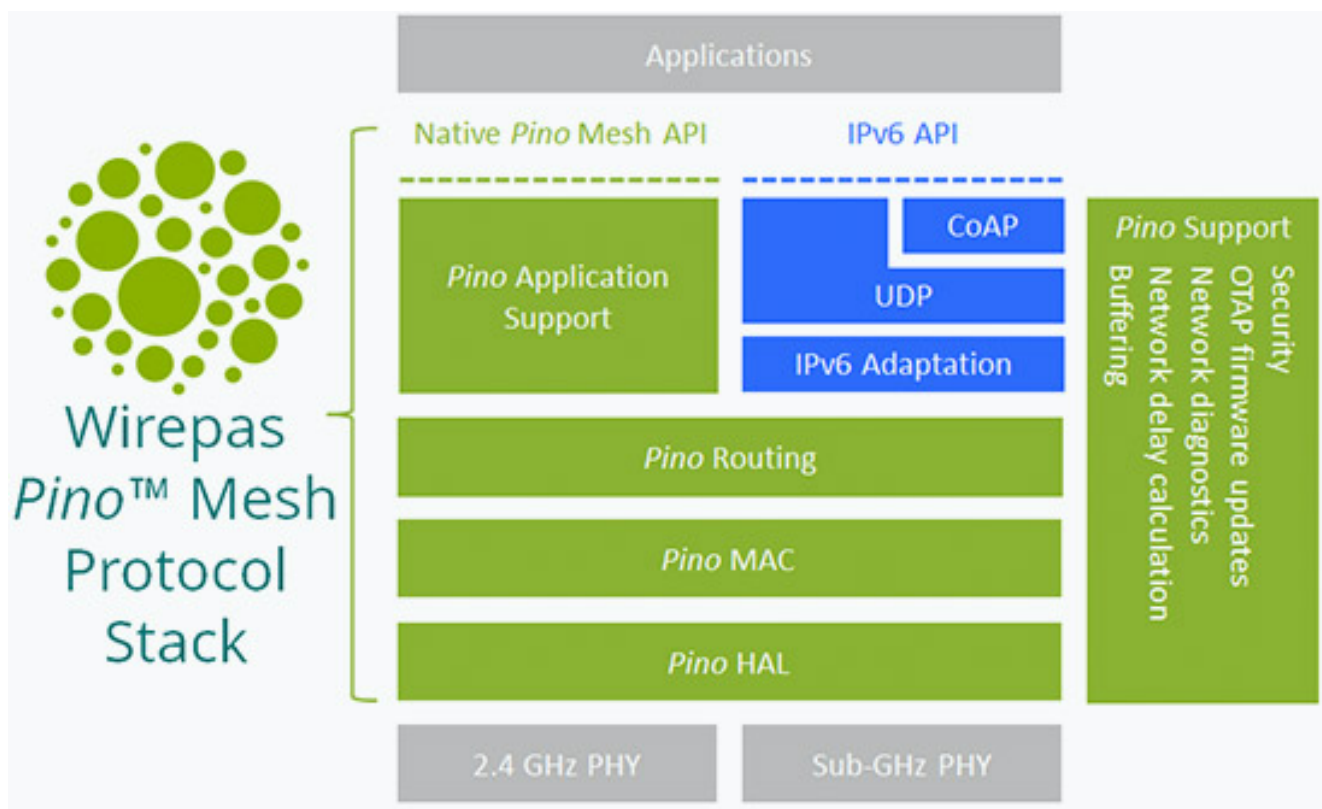 Applications
Native Pino Mesh API
IPv6 API
Wirepas
Pino™ Mesh
Protocol
Stack
Pino Application
Support
CoAP
UDP
IPv6 Adaptation
Pino Routing
Pino MAC
Pino HAL
2.4 GHz PHY
Sub-GHz PHY
Pino Support
Security
OTAP firmware updates
Network diagnostics
Network delay calculation
Buffering